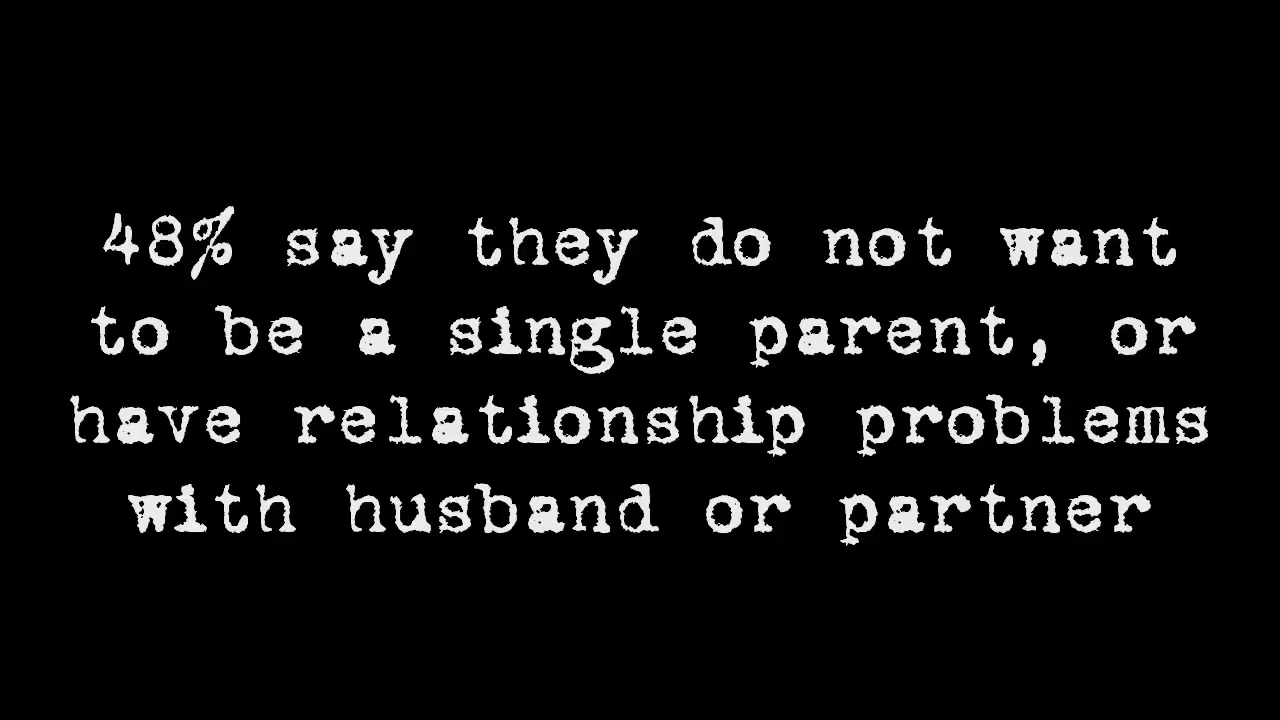 48% say they do not want
to be a single parent, or
have relationship problems
with husband or partner